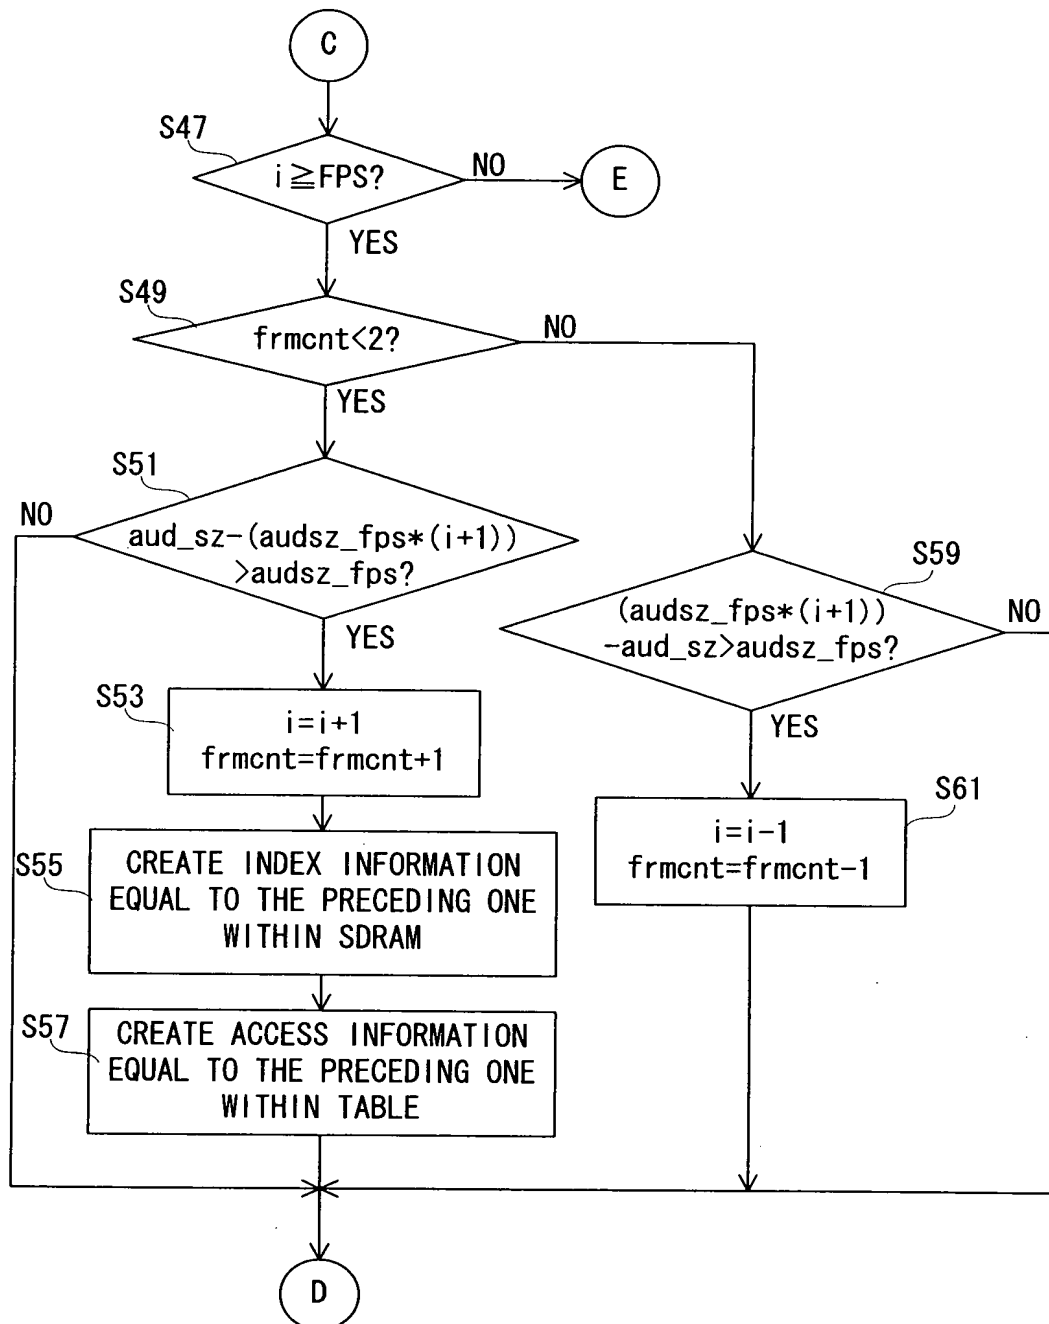 C
S47
i≧FPS?
NO
E
YES
S49
frmcnt<2?
NO
YES
S51
NO
aud_sz-(audsz_fps*(i+1))
>audsz_fps?
YES
S59
(audsz_fps*(i+1))
-aud_sz>audsz_fps?
NO
YES
S53
i=i+1
frmcnt=frmcnt+1
S61
i=i-1
frmcnt=frmcnt-1
S55
CREATE INDEX INFORMATION
EQUAL TO THE PRECEDING ONE
WITHIN SDRAM
S57
CREATE ACCESS INFORMATION
EQUAL TO THE PRECEDING ONE
WITHIN TABLE
D